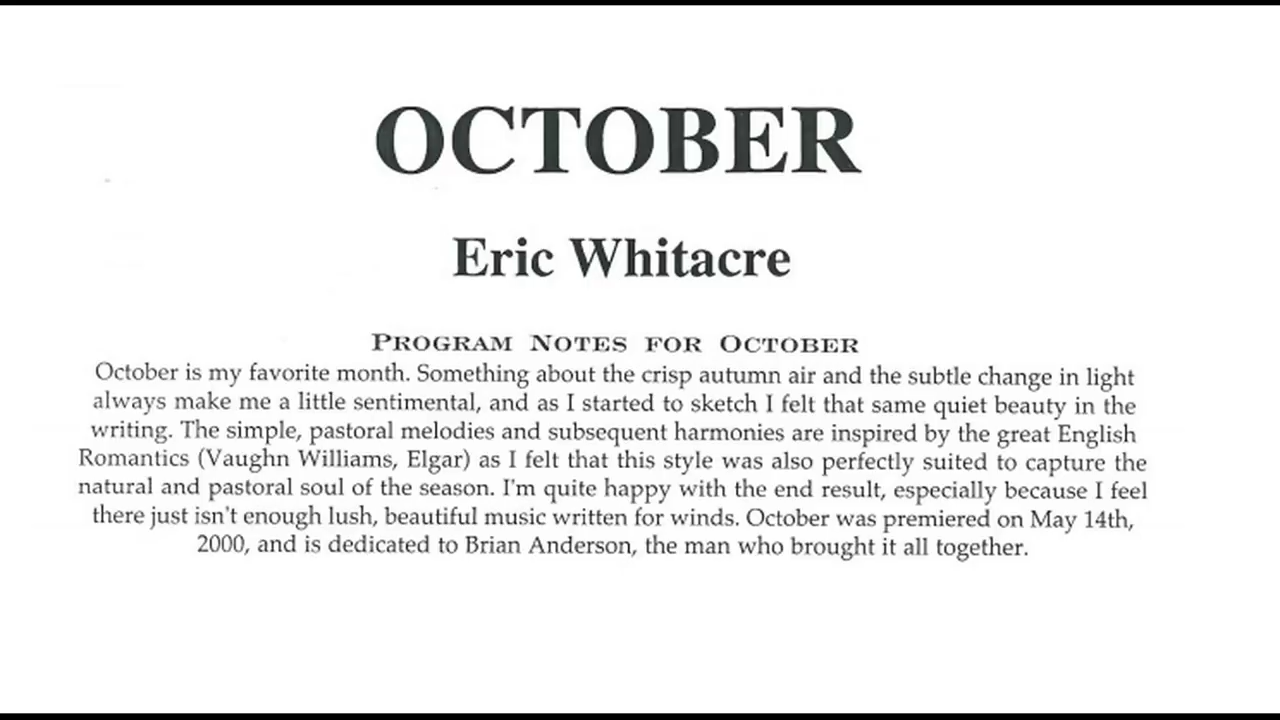 OCTOBER
Eric Whitacre
PROGRAM NOTES FOR OCTOBER
October is my favorite month. Something about the crisp autumn air and the subtle change in light
always make me a little sentimental, and as I started to sketch I felt that same quiet beauty in the
writing. The simple, pastoral melodies and subsequent harmonies are inspired by the great English
Romantics (Vaughn Williams, Elgar) as I felt that this style was also perfectly suited to capture the
natural and pastoral soul of the season. I'm quite happy with the end result, especially because I feel
there just isn't enough lush, beautiful music written for winds. October was premiered on May 14th,
2000, and is dedicated to Brian Anderson, the man who brought it all together.